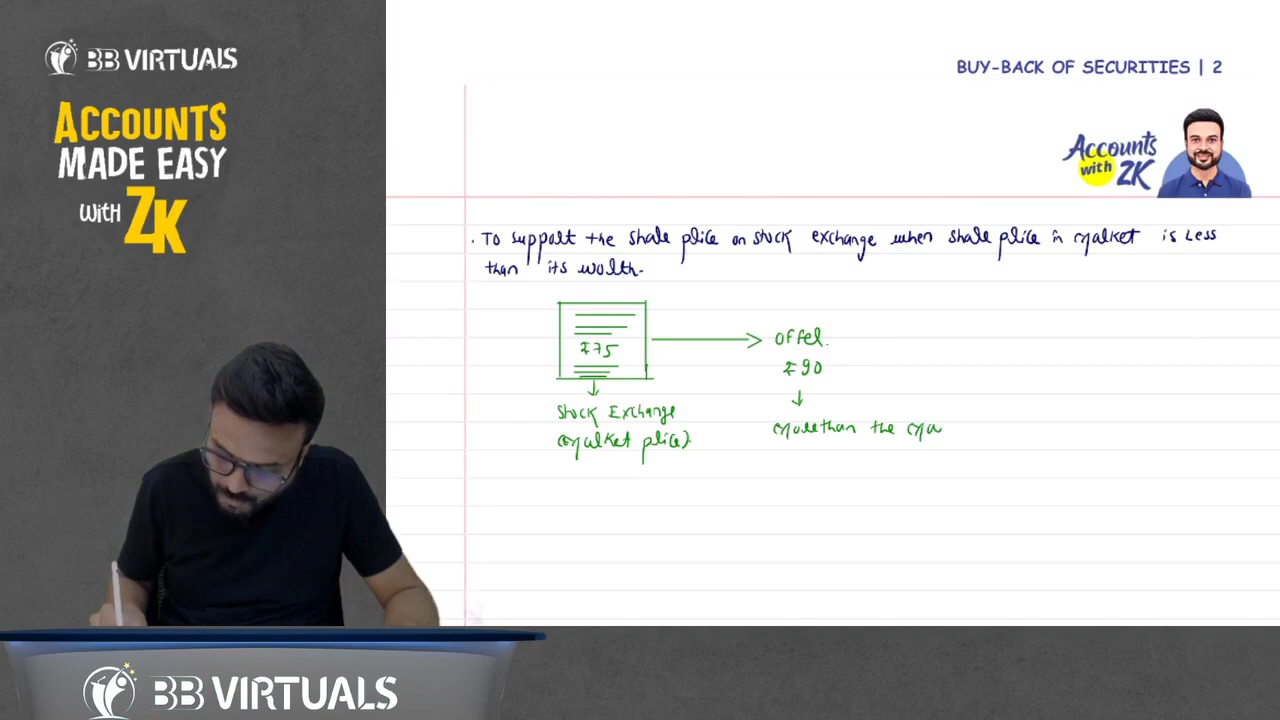 BB VIRTUALS
ACCOUNTS
MADE EASY
WITH ZK
BUY-BACK OF SECURITIES | 2
Accounts
with ZK
. To support the share price on stock exchange when share price in market is less
than its worth.
₹75
offer.
₹90
Stock Exchange
(market price).
more than the ma
BB VIRTUALS